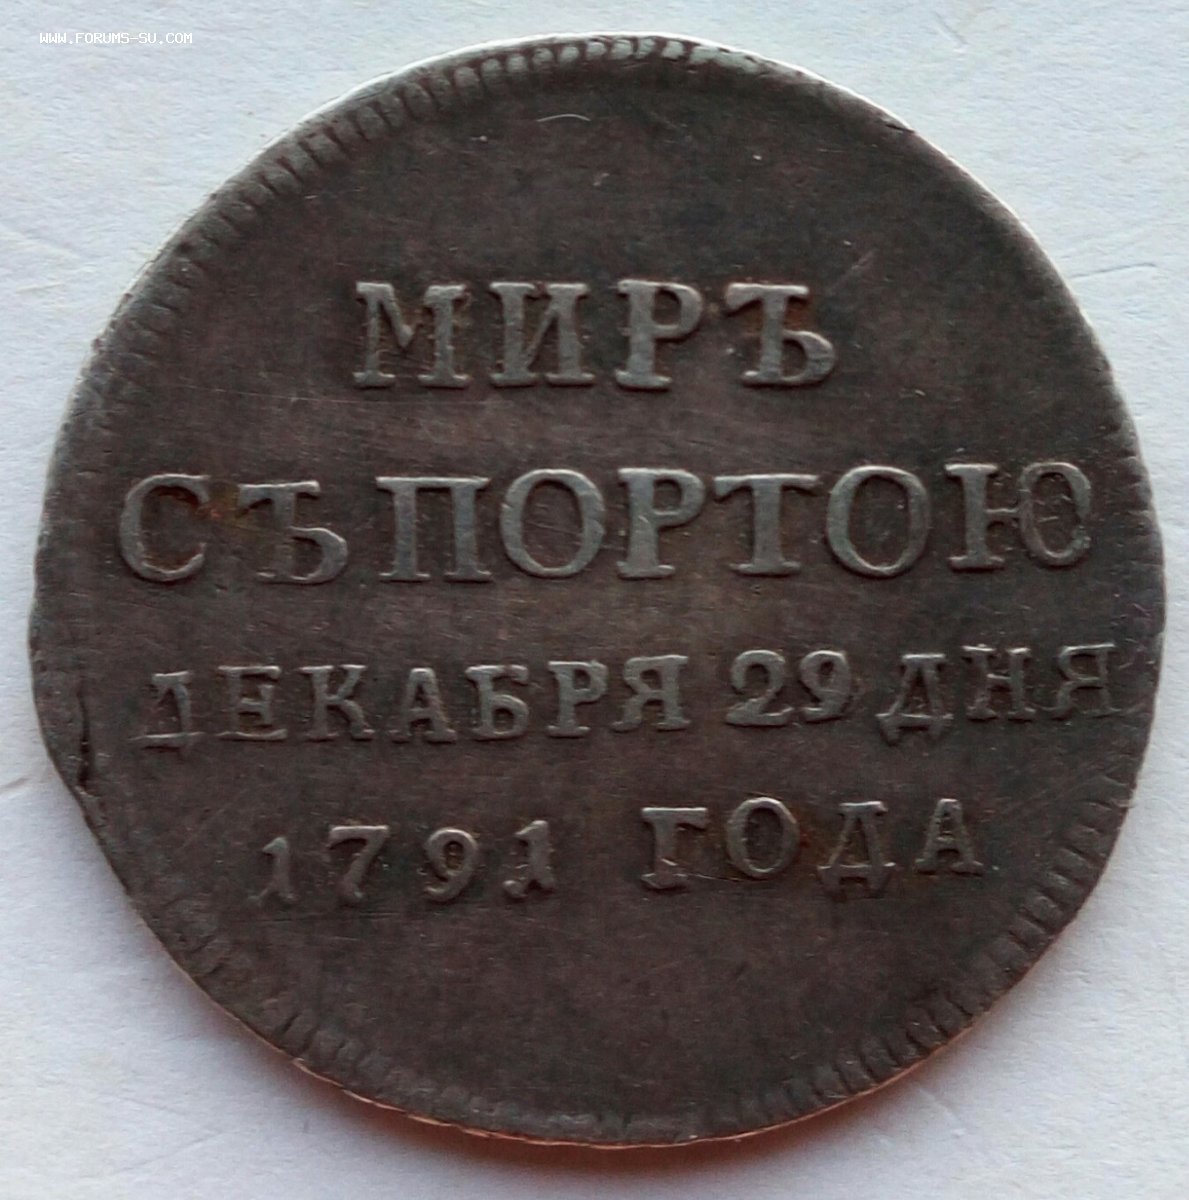 WWW.FORUMS-SU.COM
МИРЪ
СЪ ПОРТОЮ
ДЕКАБРЯ 29 ДНЯ
1791 ГОДА